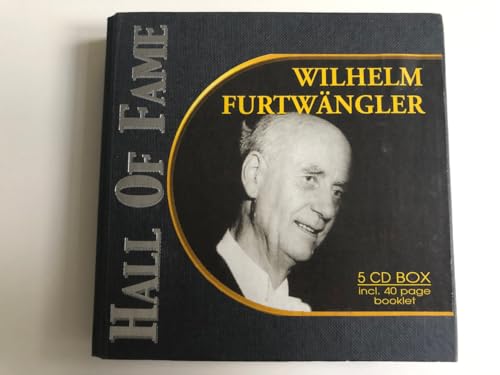 HALL OF FAME
WILHELM
FURTWÄNGLER
5 CD BOX
incl. 40 page
booklet